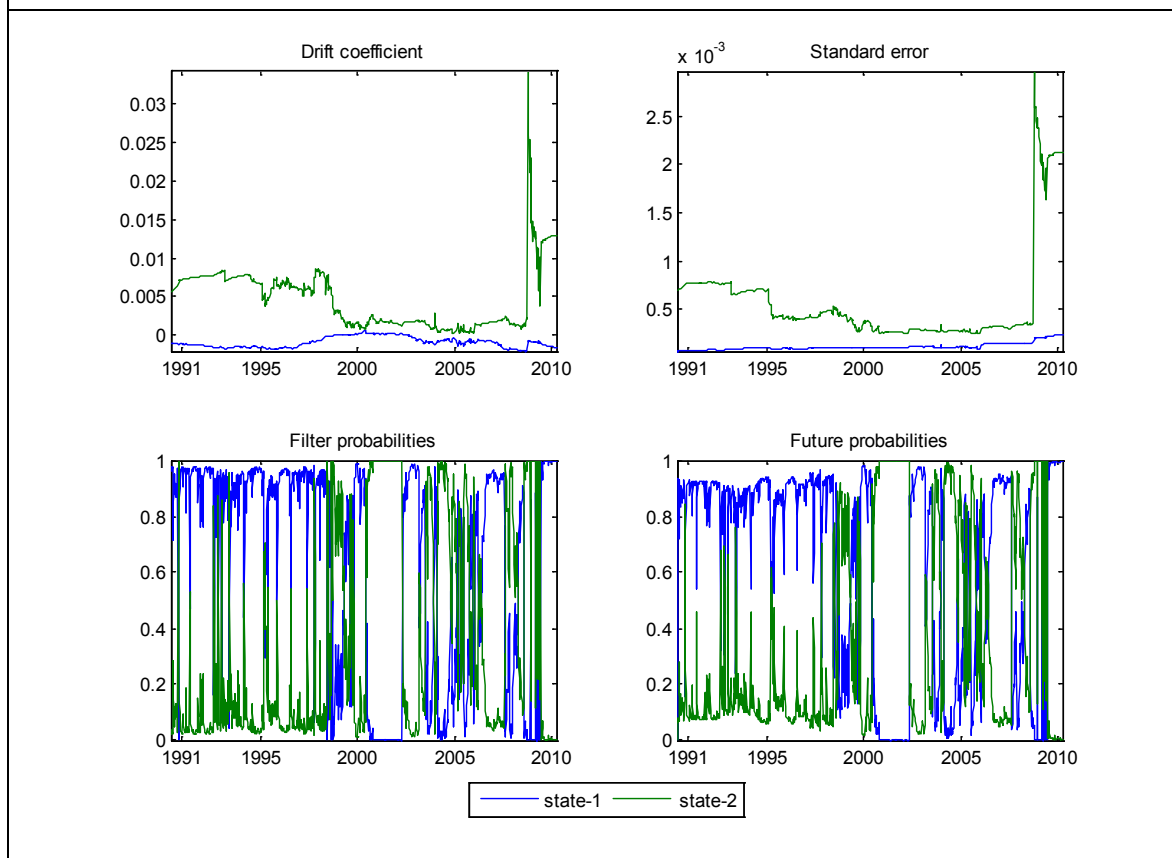 Drift coefficient
0.03
0.025
0.02
0.015
0.01
0.005
0
1991 1995 2000 2005 2010
Standard error
x 10-3
2.5
2
1.5
1
0.5
1991 1995 2000 2005 2010
Filter probabilities
1
0.8
0.6
0.4
0.2
0
1991 1995 2000 2005 2010
Future probabilities
1
0.8
0.6
0.4
0.2
0
1991 1995 2000 2005 2010
state-1 state-2